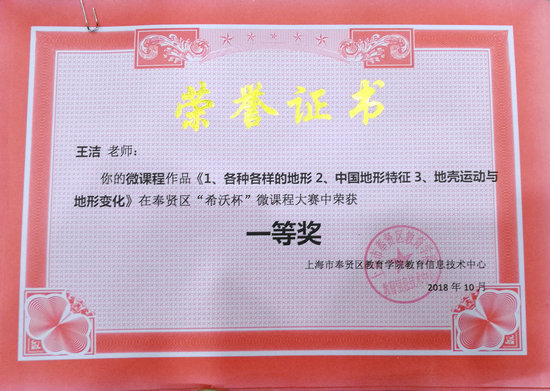 荣誉证书
王洁 老师：
你的微课程作品《1、各种各样的地形 2、中国地形特征 3、地壳运动与
地形变化》在奉贤区“希沃杯”微课程大赛中荣获
一等奖
上海市奉贤区教育学院教育信息技术中心
2018 年 10 月